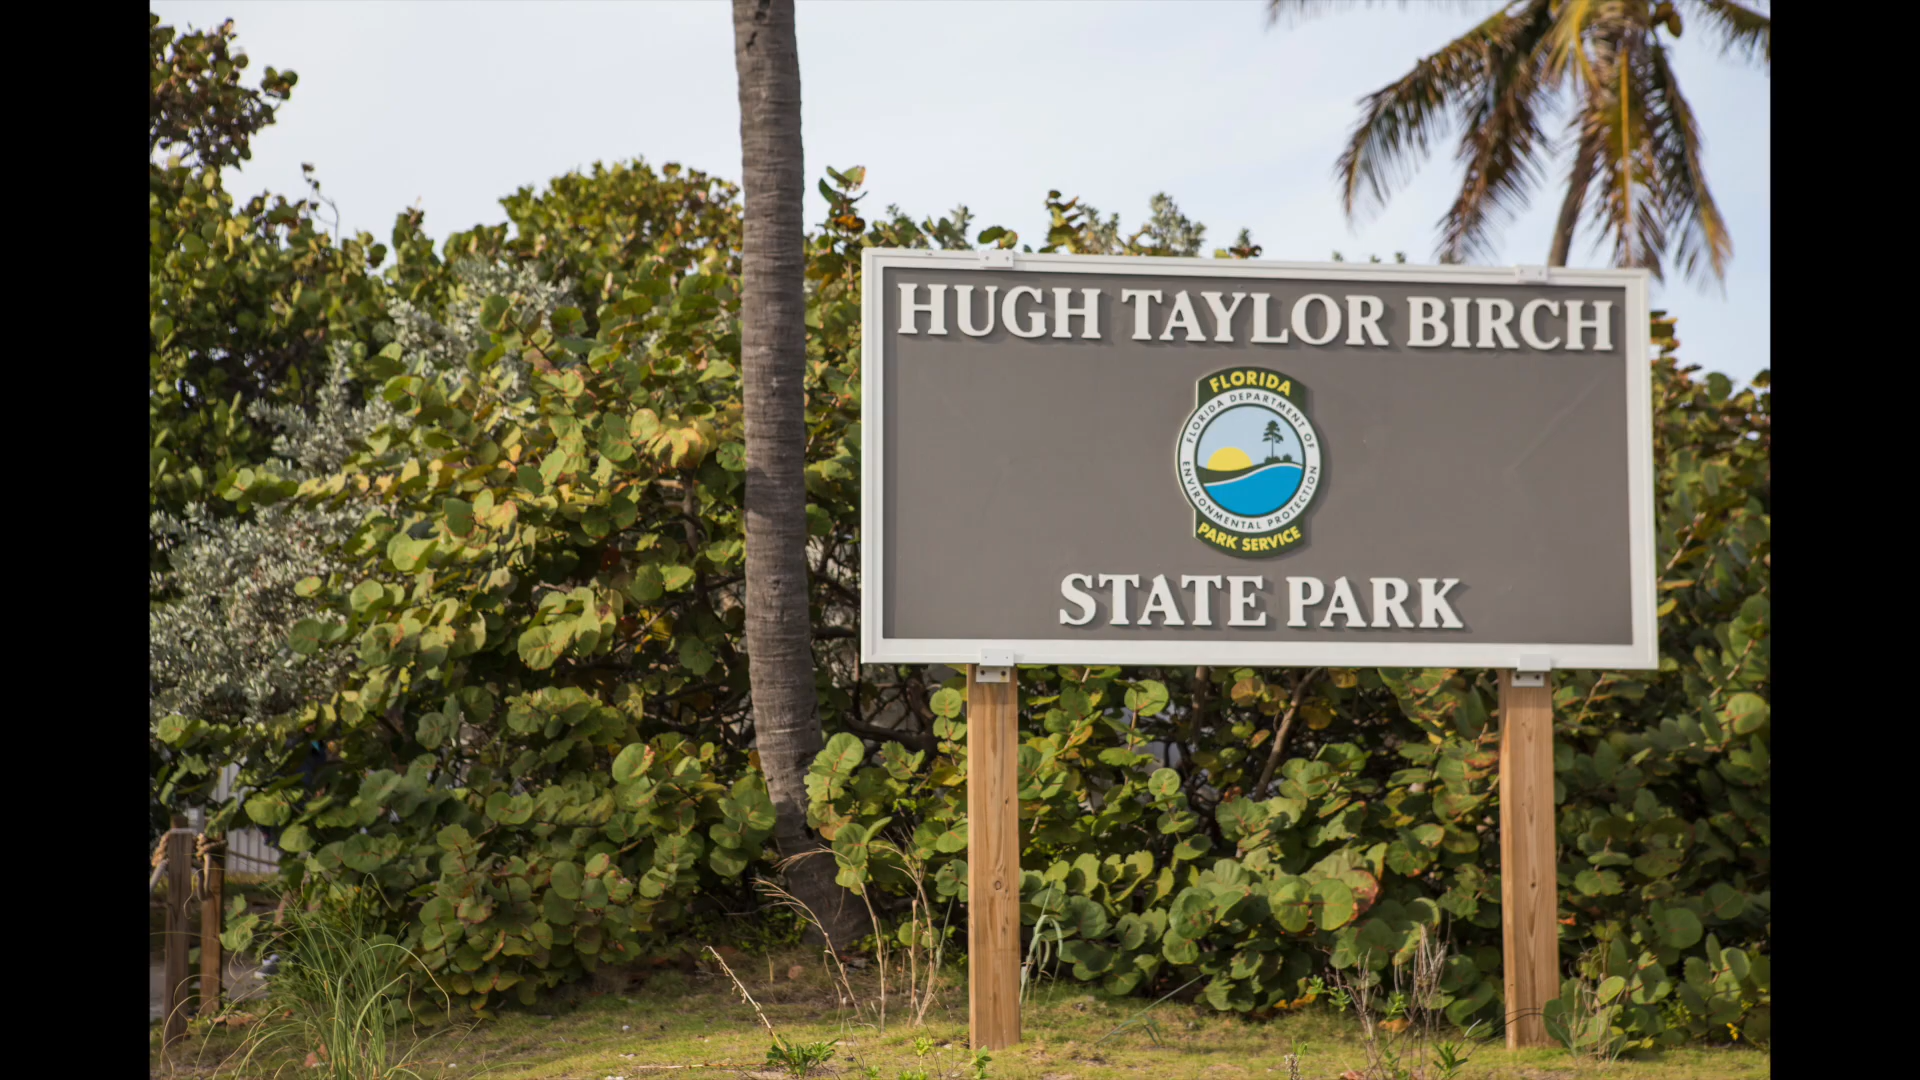 HUGH TAYLOR BIRCH
FLORIDA
FLORIDA DEPARTMENT OF
ENVIRONMENTAL PROTECTION
PARK SERVICE
STATE PARK